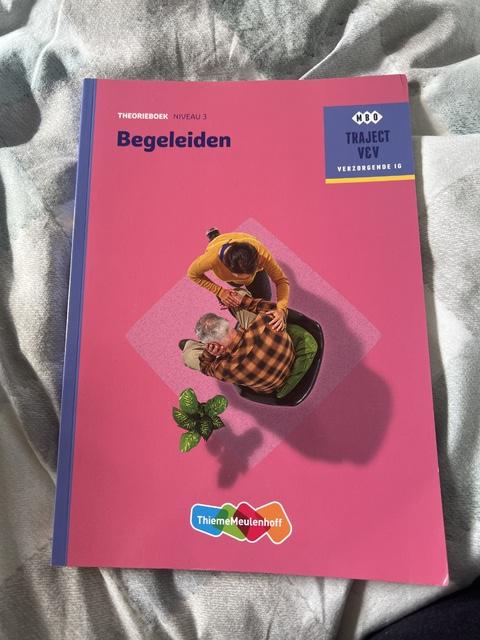 THEORIEBOEK NIVEAU 3
Begeleiden
MBO
TRAJECT
V&V
VERZORGENDE IG
ThiemeMeulenhoff